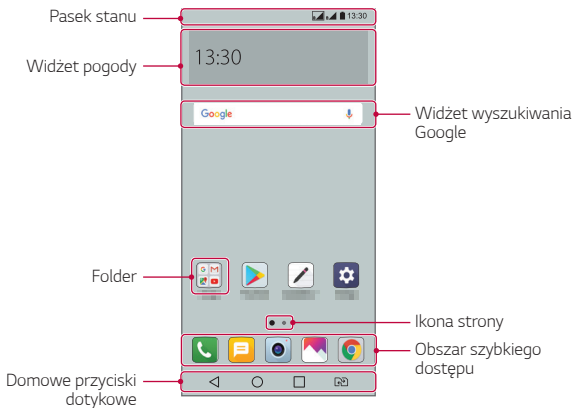 Pasek stanu
13:30
Widżet pogody
13:30
Google
Widżet wyszukiwania
Google
Folder
Ikona strony
Obszar szybkiego
dostępu
Domowe przyciski
dotykowe